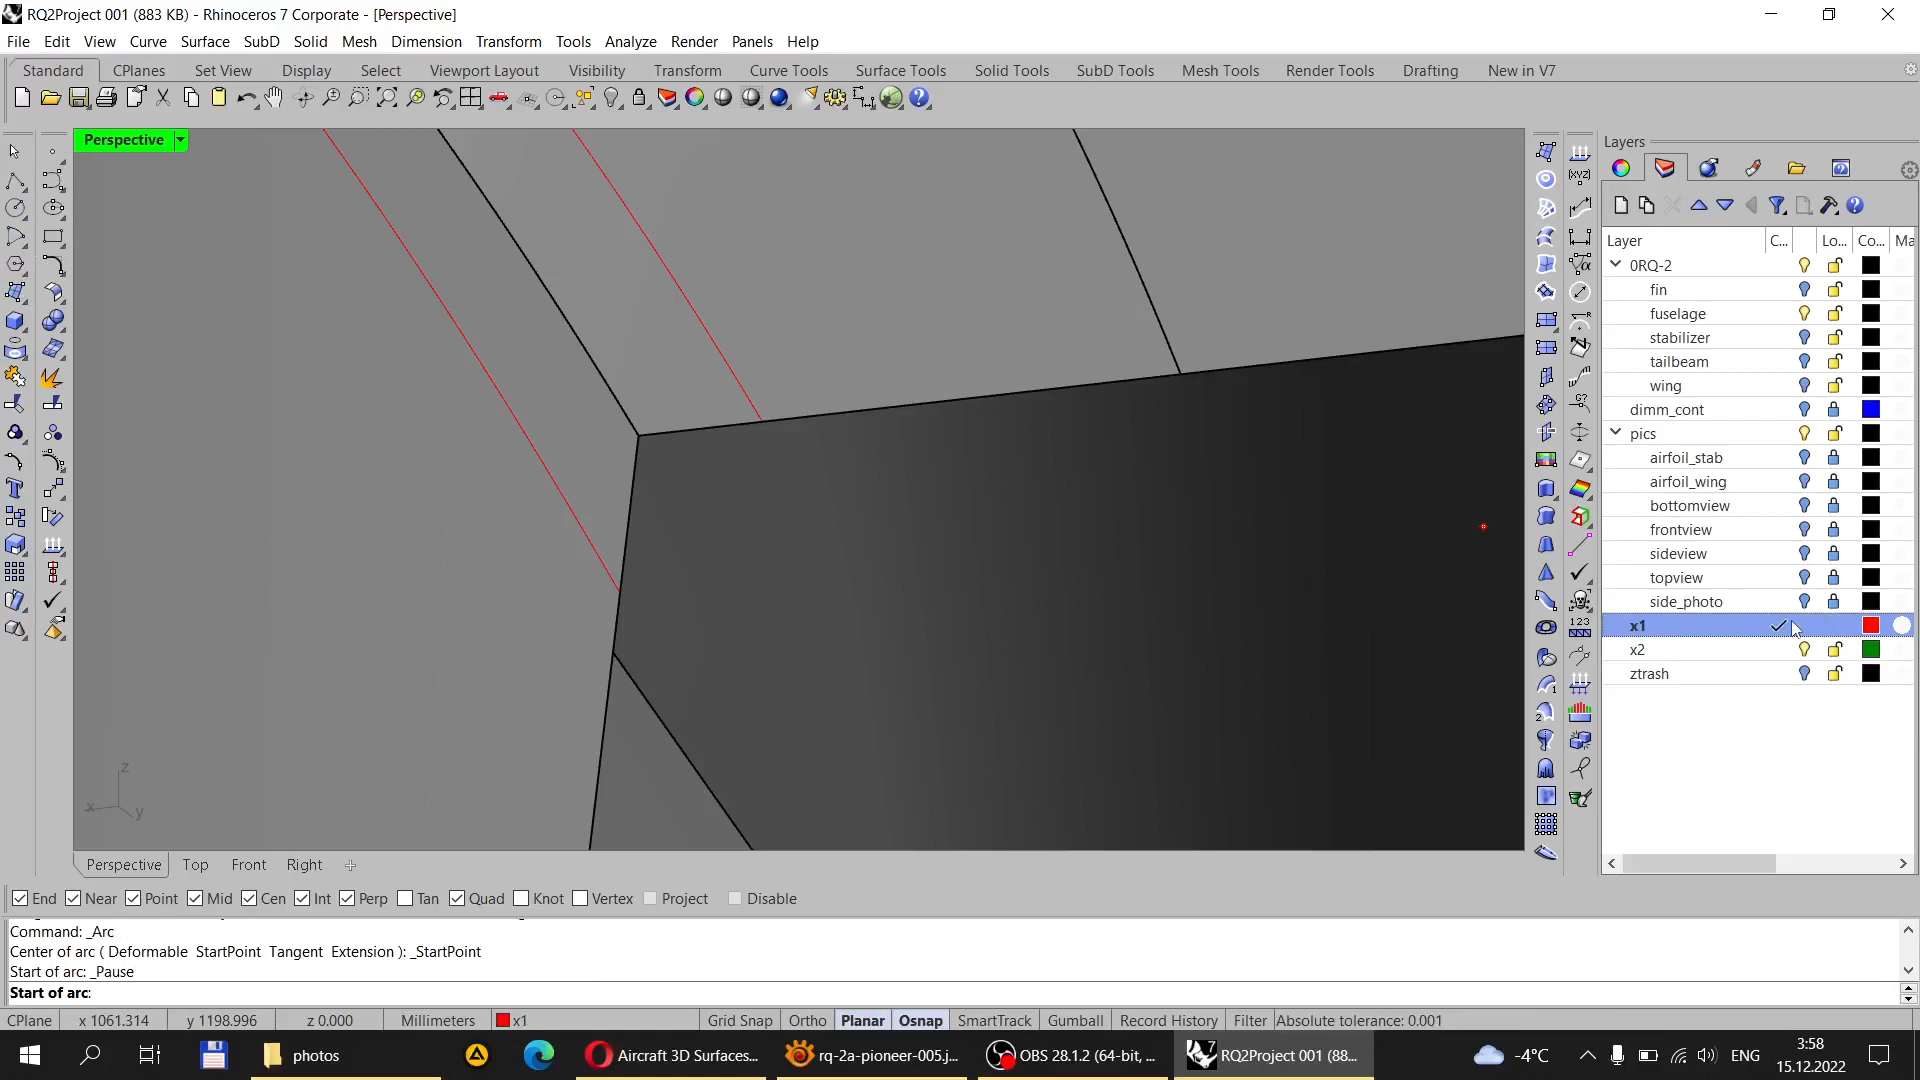 RQ2Project 001 (883 KB) - Rhinoceros 7 Corporate - [Perspective]
File Edit View Curve Surface SubD Solid Mesh Dimension Transform Tools Analyze Render Panels Help
Standard CPlanes Set View Display Select Viewport Layout Visibility Transform Curve Tools Surface Tools Solid Tools SubD Tools Mesh Tools Render Tools Drafting New in V7
Perspective
Layers
Layer C... Lo... Co... Ma
0RQ-2
fin
fuselage
stabilizer
tailbeam
wing
dimm_cont
pics
airfoil_stab
airfoil_wing
bottomview
frontview
sideview
topview
side_photo
x1
x2
ztrash
z
x
y
Perspective Top Front Right
End Near Point Mid Cen Int Perp Tan Quad Knot Vertex Project Disable
Command: _Arc
Center of arc ( Deformable StartPoint Tangent Extension ): _StartPoint
Start of arc: _Pause
Start of arc:
CPlane x 1061.314 y 1198.996 z 0.000 Millimeters x1 Grid Snap Ortho Planar Osnap SmartTrack Gumball Record History Filter Absolute tolerance: 0.001
photos Aircraft 3D Surfaces... rq-2a-pioneer-005.j... OBS 28.1.2 (64-bit, ... RQ2Project 001 (88... -4°C ENG 3:58
15.12.2022